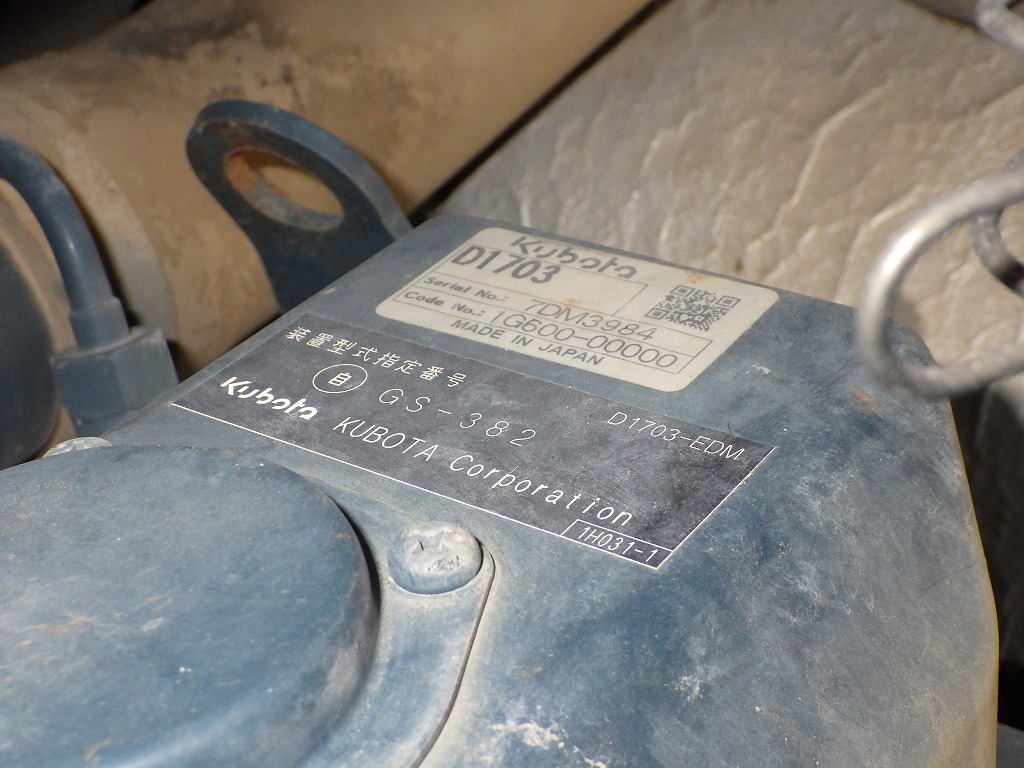 Kubota
D1703
Serial No.: 7DM3984
Code No.: 1G600-00000
MADE IN JAPAN
装置型式指定番号
自 GS-382
D1703-EDM
Kubota KUBOTA Corporation
1H031-1